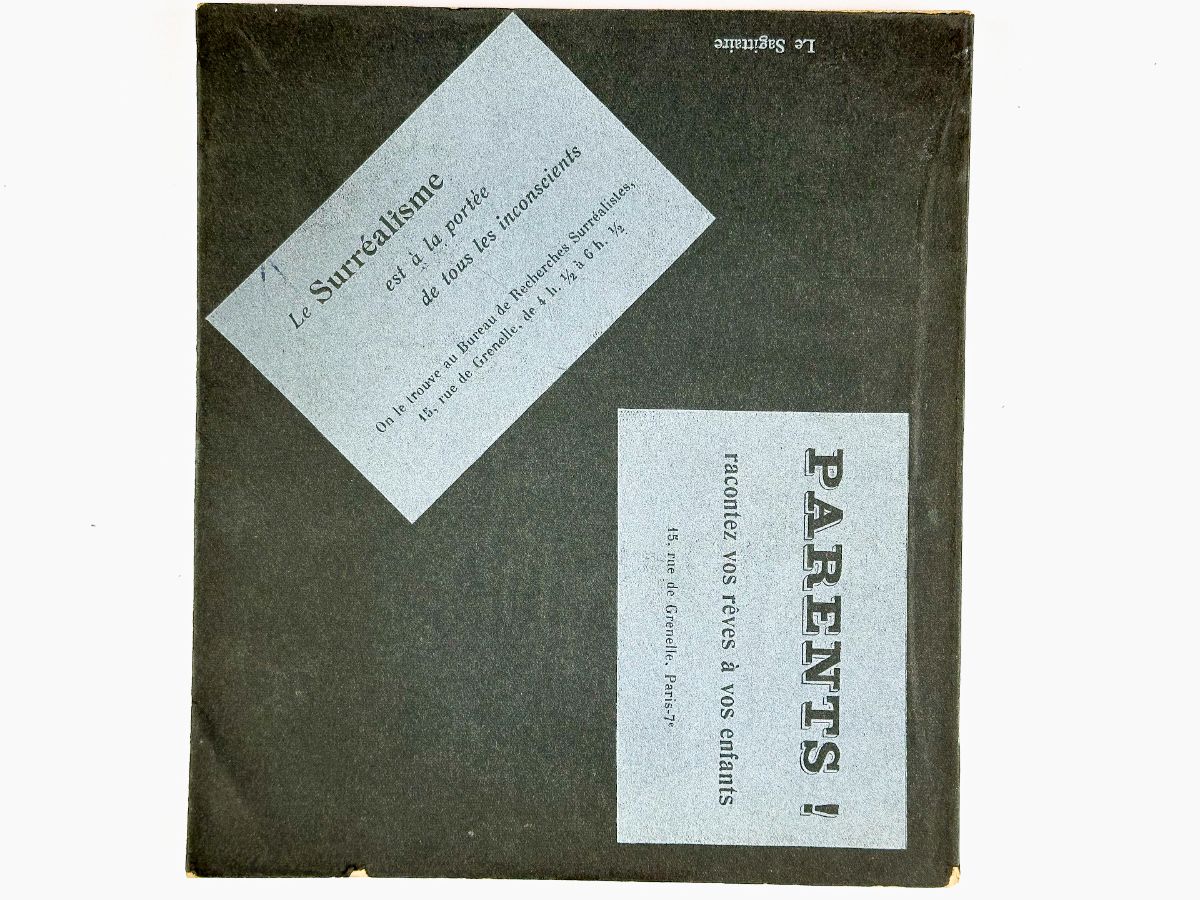 Le Sagittaire
Le Surréalisme
est à la portée
de tous les inconscients
On le trouve au Bureau de Recherches Surréalistes,
15, rue de Grenelle, de 4 h. ½ à 6 h. ½
PARENTS !
racontez vos rêves à vos enfants
15, rue de Grenelle, Paris-7e